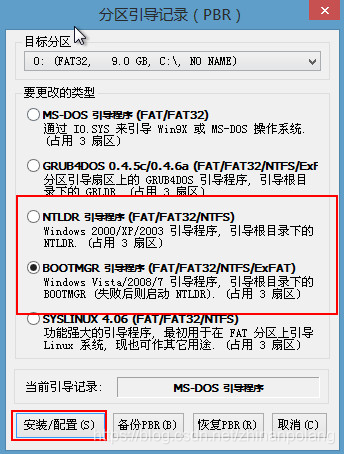 分区引导记录 ( PBR )
目标分区
0: (FAT32,    9.0 GB, C:\, NO NAME)
要更改的类型
MS-DOS 引导程序 (FAT/FAT32)
通过 IO.SYS 来引导 Win9X 或 MS-DOS 操作系统.
(占用 3 扇区)
GRUB4DOS 0.4.5c/0.4.6a (FAT/FAT32/NTFS/ExF
分区引导扇区上的 GRUB4DOS 引导程序, 引导根目
录下的 GRLDR. (占用 4 扇区)
NTLDR 引导程序 (FAT/FAT32/NTFS)
Windows 2000/XP/2003 引导程序, 引导根目录下的
NTLDR. (占用 3 扇区)
BOOTMGR 引导程序 (FAT/FAT32/NTFS/ExFAT)
Windows Vista/2008/7 引导程序, 引导根目录下的
BOOTMGR (失败后则启动 NTLDR). (占用 3 扇区)
SYSLINUX 4.06 (FAT/FAT32/NTFS)
功能强大的引导程序, 最初用于在 FAT 分区上引导
Linux 系统, 现也可作其它用途. (占用 2 扇区)
当前引导记录: MS-DOS 引导程序
安装/配置(S) 备份PBR(B) 恢复PBR(R) 取消(C)